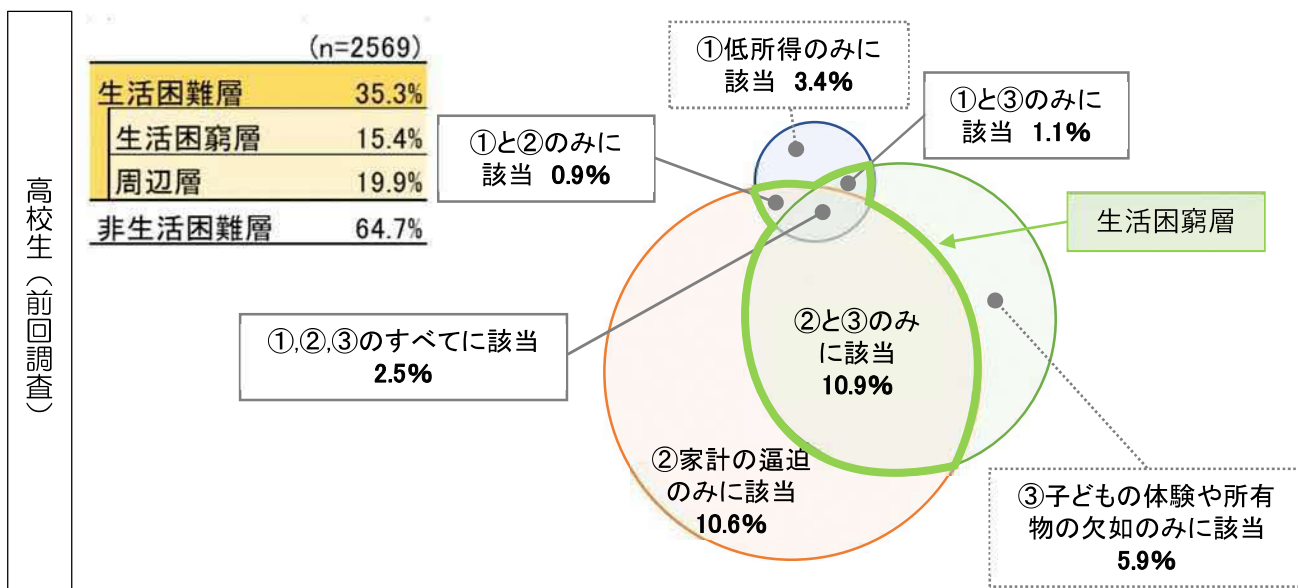 高校生（前回調査）
(n=2569)
生活困難層 35.3%
生活困窮層 15.4%
周辺層 19.9%
非生活困難層 64.7%
①低所得のみに
該当 3.4%
①と③のみに
該当 1.1%
①と②のみに
該当 0.9%
生活困窮層
①,②,③のすべてに該当
2.5%
②と③のみ
に該当
10.9%
②家計の逼迫
のみに該当
10.6%
③子どもの体験や所有
物の欠如のみに該当
5.9%